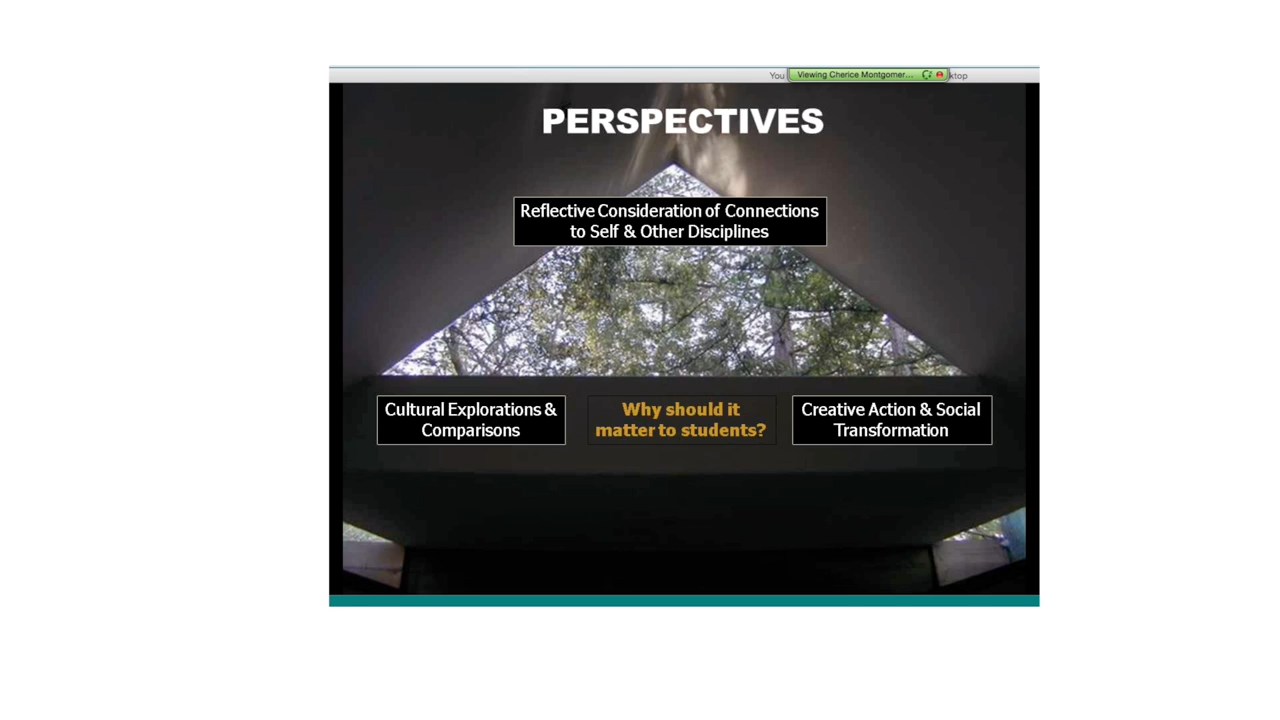 You
Viewing Cherice Montgomer...
ktop
PERSPECTIVES
Reflective Consideration of Connections
to Self & Other Disciplines
Cultural Explorations &
Comparisons
Why should it
matter to students?
Creative Action & Social
Transformation